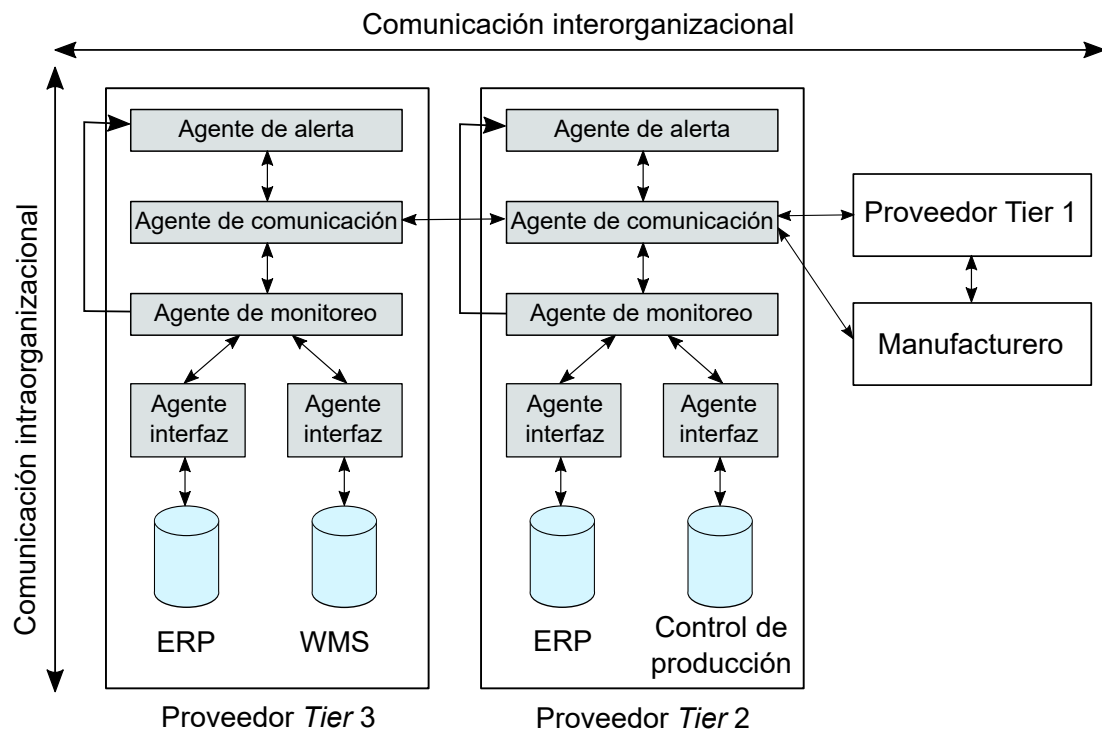 Comunicación interorganizacional
Comunicación intraorganizacional
Agente de alerta
Agente de comunicación
Agente de monitoreo
Agente
interfaz
Agente
interfaz
ERP
WMS
Proveedor Tier 3
Agente de alerta
Agente de comunicación
Agente de monitoreo
Agente
interfaz
Agente
interfaz
ERP
Control de
producción
Proveedor Tier 2
Proveedor Tier 1
Manufacturero